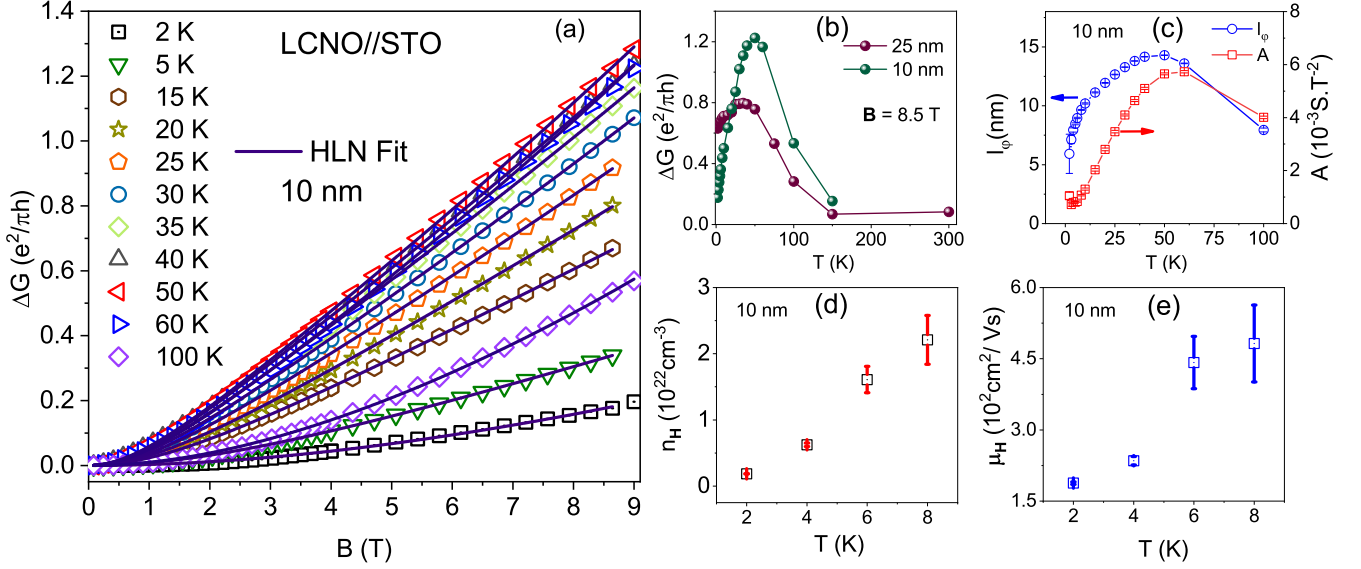 (a)
LCNO//STO
2 K
5 K
15 K
20 K
25 K
30 K
35 K
40 K
50 K
60 K
100 K
HLN Fit
10 nm
ΔG (e²/πh)
1.4
1.2
1.0
0.8
0.6
0.4
0.2
0.0
0 1 2 3 4 5 6 7 8 9
B (T)
(b)
25 nm
10 nm
B = 8.5 T
ΔG (e²/πh)
1.2
0.8
0.4
0.0
0 100 200 300
T (K)
10 nm
(c)
lφ
A
lφ(nm)
15
10
5
0
A (10⁻³S.T⁻²)
8
6
4
2
0
0 25 50 75 100
T (K)
10 nm
(d)
n_H (10²²cm⁻³)
3
2
1
0
2 4 6 8
T (K)
10 nm
(e)
μ_H (10²cm²/ Vs)
6.0
4.5
3.0
1.5
2 4 6 8
T (K)